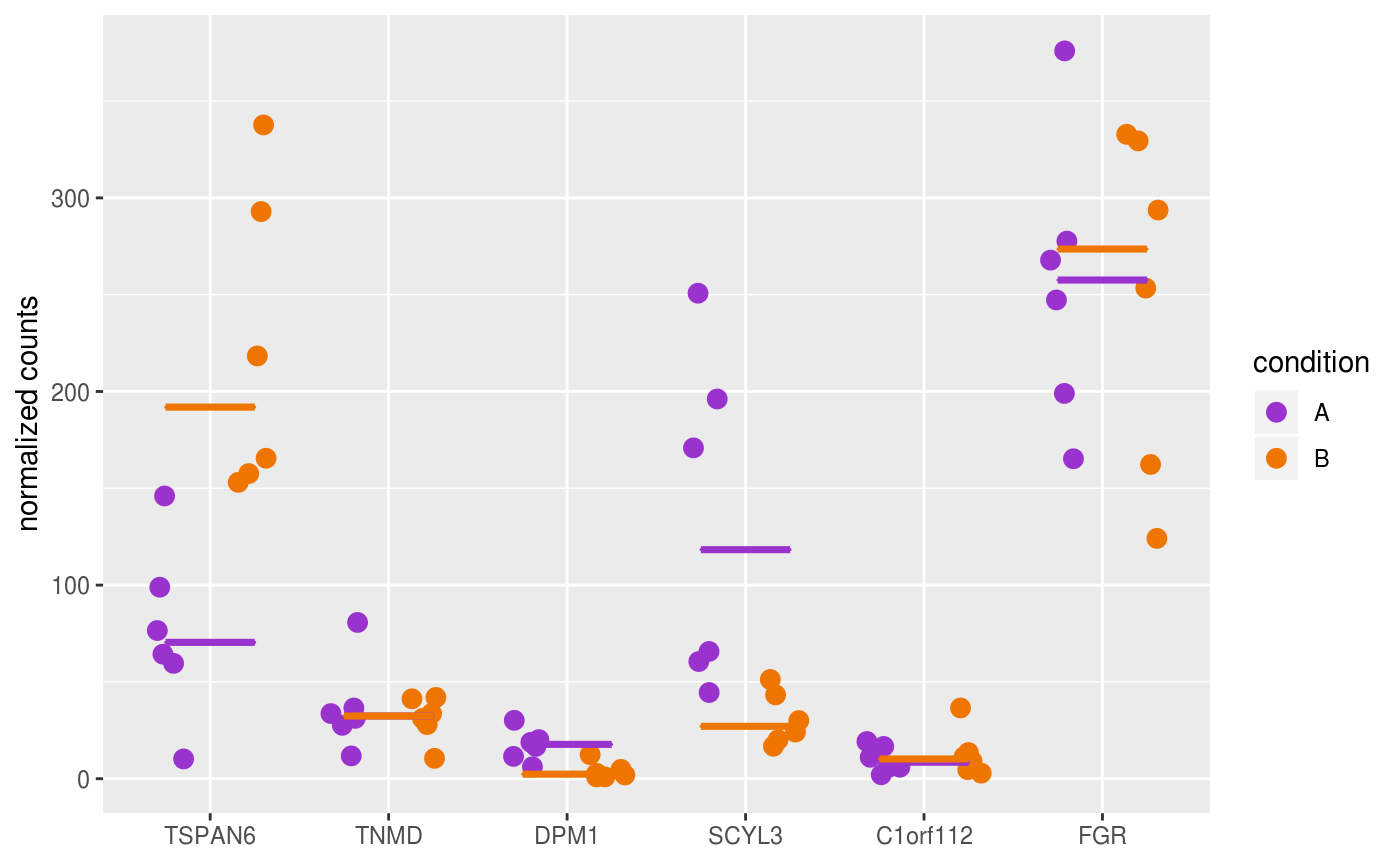 normalized counts
300
200
100
0
TSPAN6 TNMD DPM1 SCYL3 C1orf112 FGR
condition
A
B